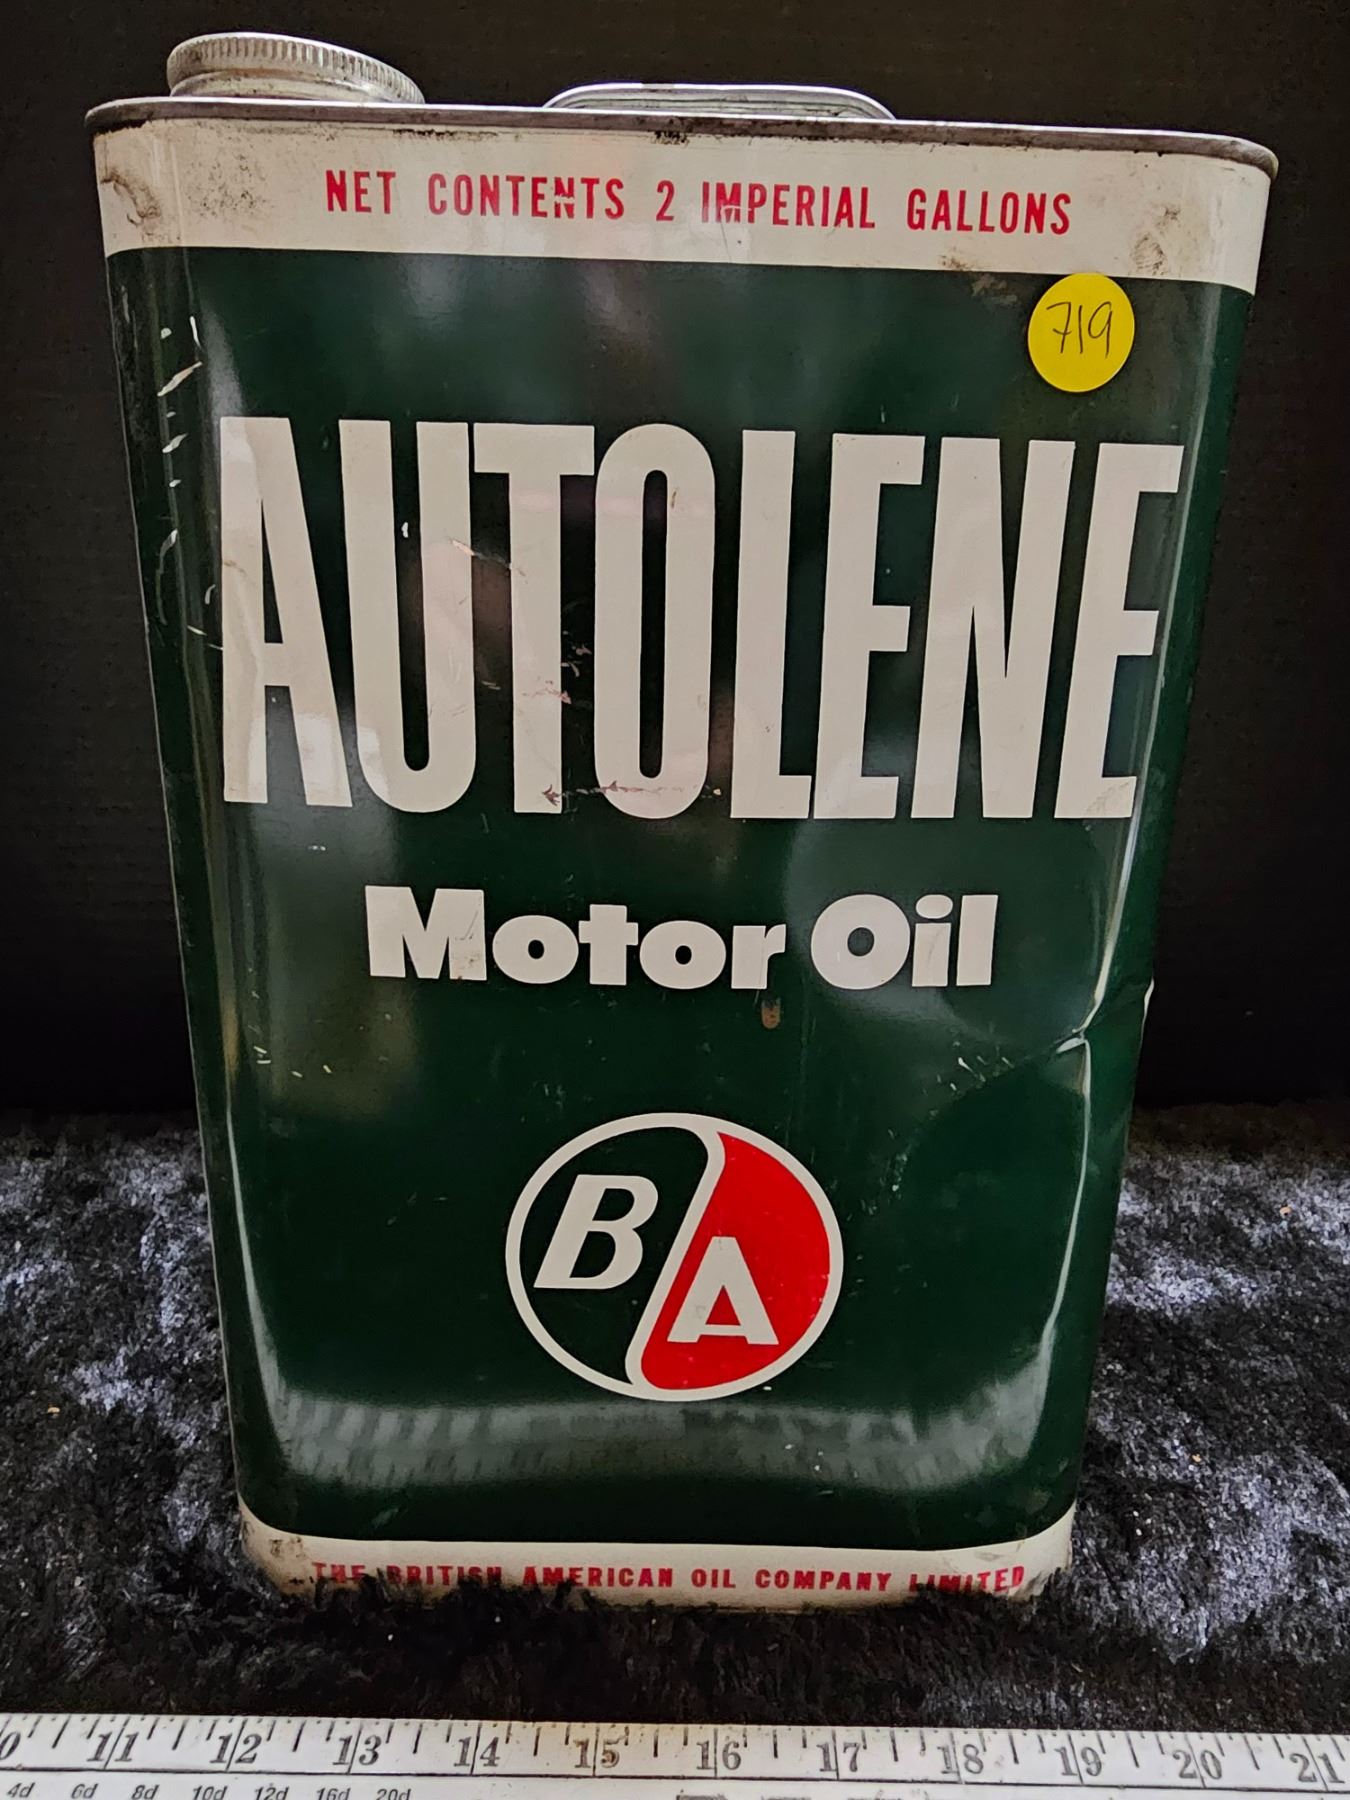 NET CONTENTS 2 IMPERIAL GALLONS
719
AUTOLENE
Motor Oil
B
A
THE BRITISH AMERICAN OIL COMPANY LIMITED
0 11 12 13 14 15 16 17 18 19 20 21
4d 6d 8d 10d 12d 16d 20d